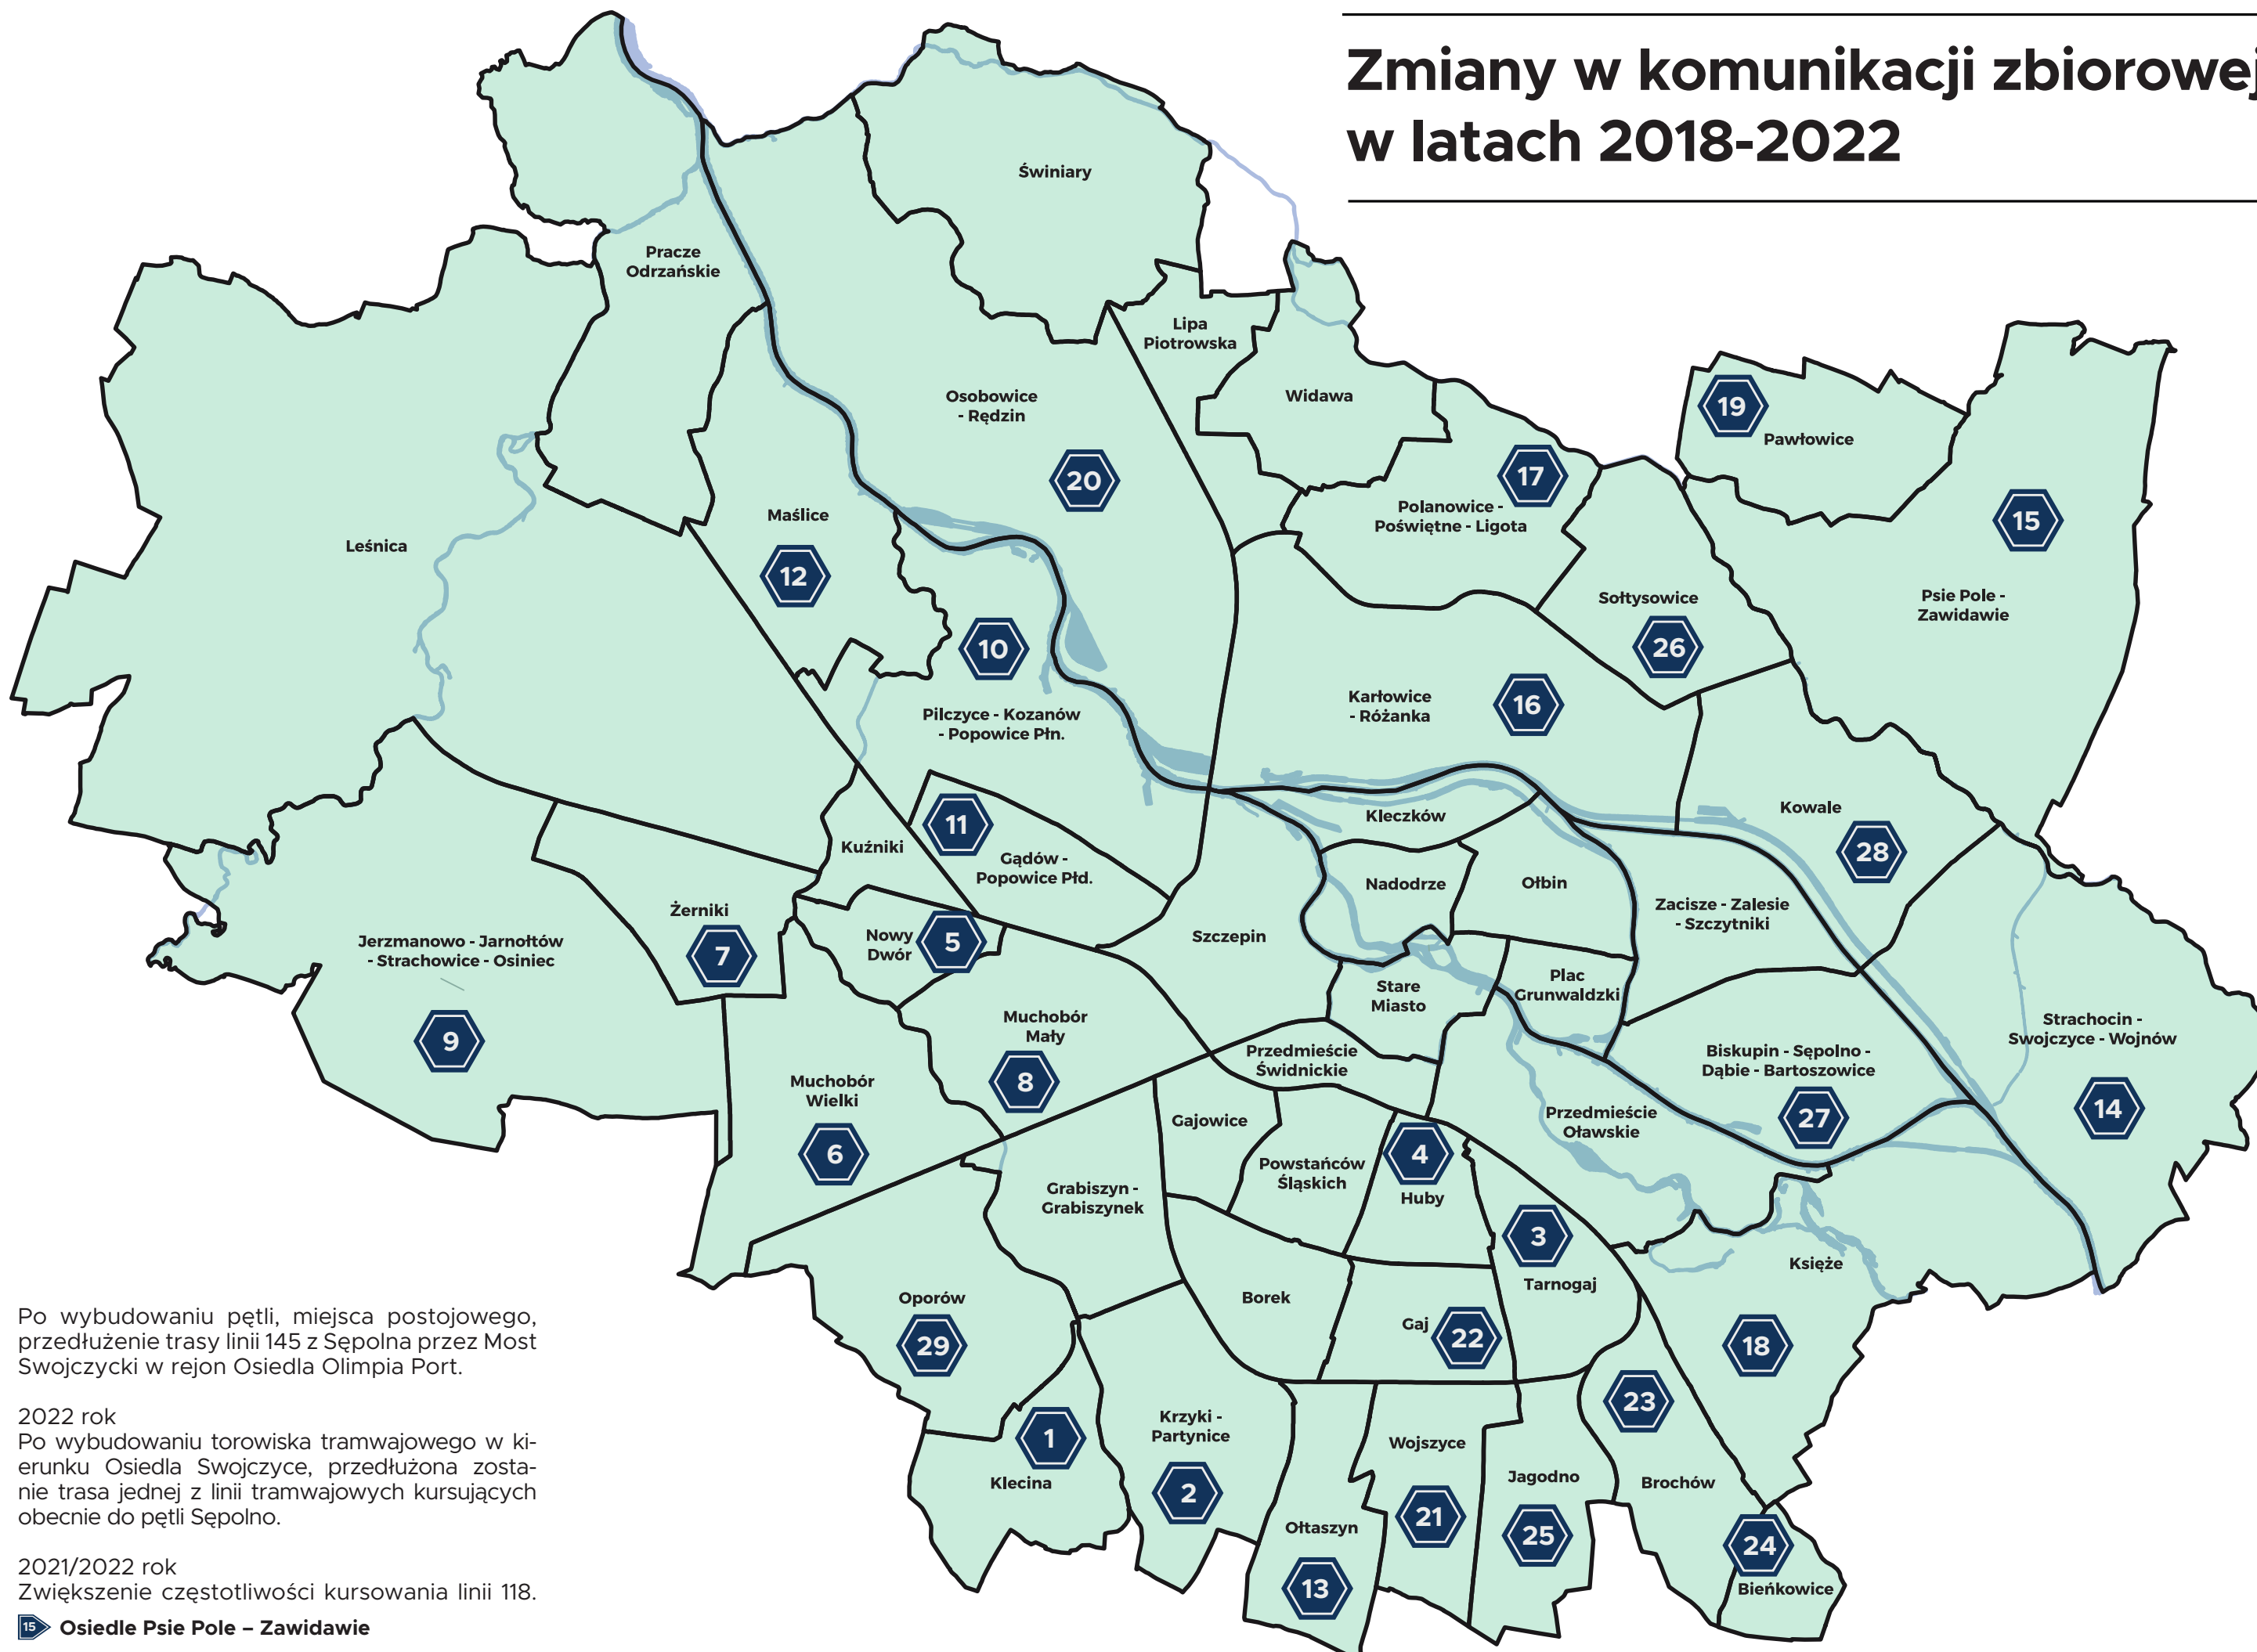 Zmiany w komunikacji zbiorowej
w latach 2018-2022
Świniary
Pracze
Odrzańskie
Lipa
Piotrowska
Widawa
Osobowice
- Rędzin
20
19
Pawłowice
17
Polanowice -
Poświętne - Ligota
15
Psie Pole -
Zawidawie
Leśnica
Maślice
12
Sołtysowice
26
10
Pilczyce - Kozanów
- Popowice Płn.
Karłowice
- Różanka
16
Kleczków
Kowale
28
11
Gądów -
Popowice Płd.
Kuźniki
Nadodrze
Ołbin
Zacisze - Zalesie
- Szczytniki
Żerniki
7
Nowy
Dwór
5
Szczepin
Jerzmanowo - Jarnołtów
- Strachowice - Osiniec
9
Stare
Miasto
Plac
Grunwaldzki
Muchobór
Mały
8
Przedmieście
Świdnickie
Biskupin - Sępolno -
Dąbie - Bartoszowice
27
Strachocin -
Swojczyce - Wojnów
14
Muchobór
Wielki
6
Gajowice
Przedmieście
Oławskie
Powstańców
Śląskich
4
Huby
Grabiszyn -
Grabiszynek
3
Tarnogaj
Księże
18
Oporów
29
Borek
Gaj
22
23
Brochów
1
Klecina
Krzyki -
Partynice
2
Wojszyce
21
Jagodno
25
Ołtaszyn
13
24
Bieńkowice
Po wybudowaniu pętli, miejsca postojowego,
przedłużenie trasy linii 145 z Sępolna przez Most
Swojczycki w rejon Osiedla Olimpia Port.
2022 rok
Po wybudowaniu torowiska tramwajowego w ki-
erunku Osiedla Swojczyce, przedłużona zosta-
nie trasa jednej z linii tramwajowych kursujących
obecnie do pętli Sępolno.
2021/2022 rok
Zwiększenie częstotliwości kursowania linii 118.
15 Osiedle Psie Pole – Zawidawie